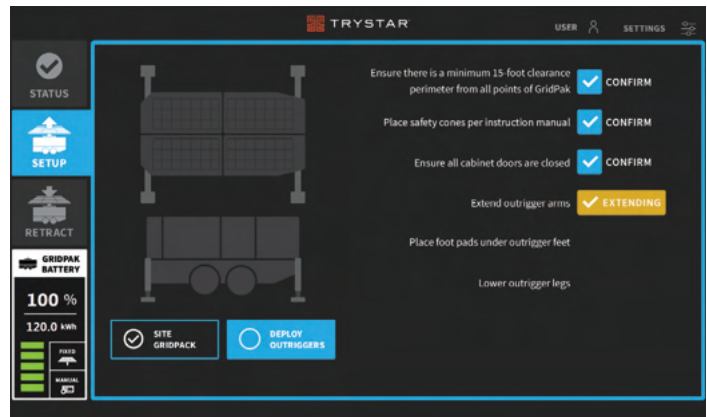 TRYSTAR
USER
SETTINGS
STATUS
SETUP
RETRACT
GRIDPAK
BATTERY
100 %
120.0 kWh
FIXED
MANUAL
Ensure there is a minimum 15-foot clearance
perimeter from all points of GridPak
CONFIRM
Place safety cones per instruction manual
CONFIRM
Ensure all cabinet doors are closed
CONFIRM
Extend outrigger arms
EXTENDING
Place foot pads under outrigger feet
Lower outrigger legs
SITE
GRIDPACK
DEPLOY
OUTRIGGERS